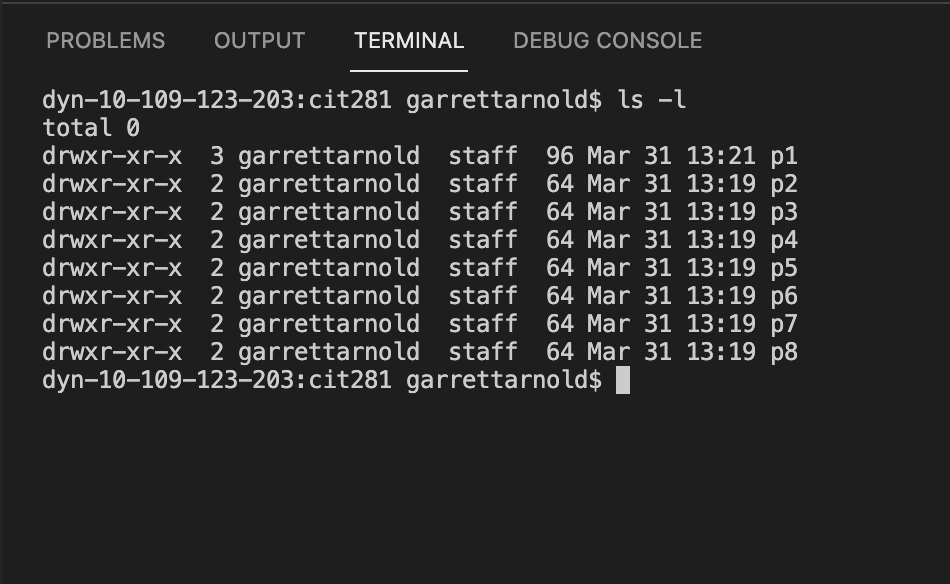 PROBLEMS OUTPUT TERMINAL DEBUG CONSOLE
dyn-10-109-123-203:cit281 garrettarnold$ ls -l
total 0
drwxr-xr-x  3 garrettarnold  staff  96 Mar 31 13:21 p1
drwxr-xr-x  2 garrettarnold  staff  64 Mar 31 13:19 p2
drwxr-xr-x  2 garrettarnold  staff  64 Mar 31 13:19 p3
drwxr-xr-x  2 garrettarnold  staff  64 Mar 31 13:19 p4
drwxr-xr-x  2 garrettarnold  staff  64 Mar 31 13:19 p5
drwxr-xr-x  2 garrettarnold  staff  64 Mar 31 13:19 p6
drwxr-xr-x  2 garrettarnold  staff  64 Mar 31 13:19 p7
drwxr-xr-x  2 garrettarnold  staff  64 Mar 31 13:19 p8
dyn-10-109-123-203:cit281 garrettarnold$